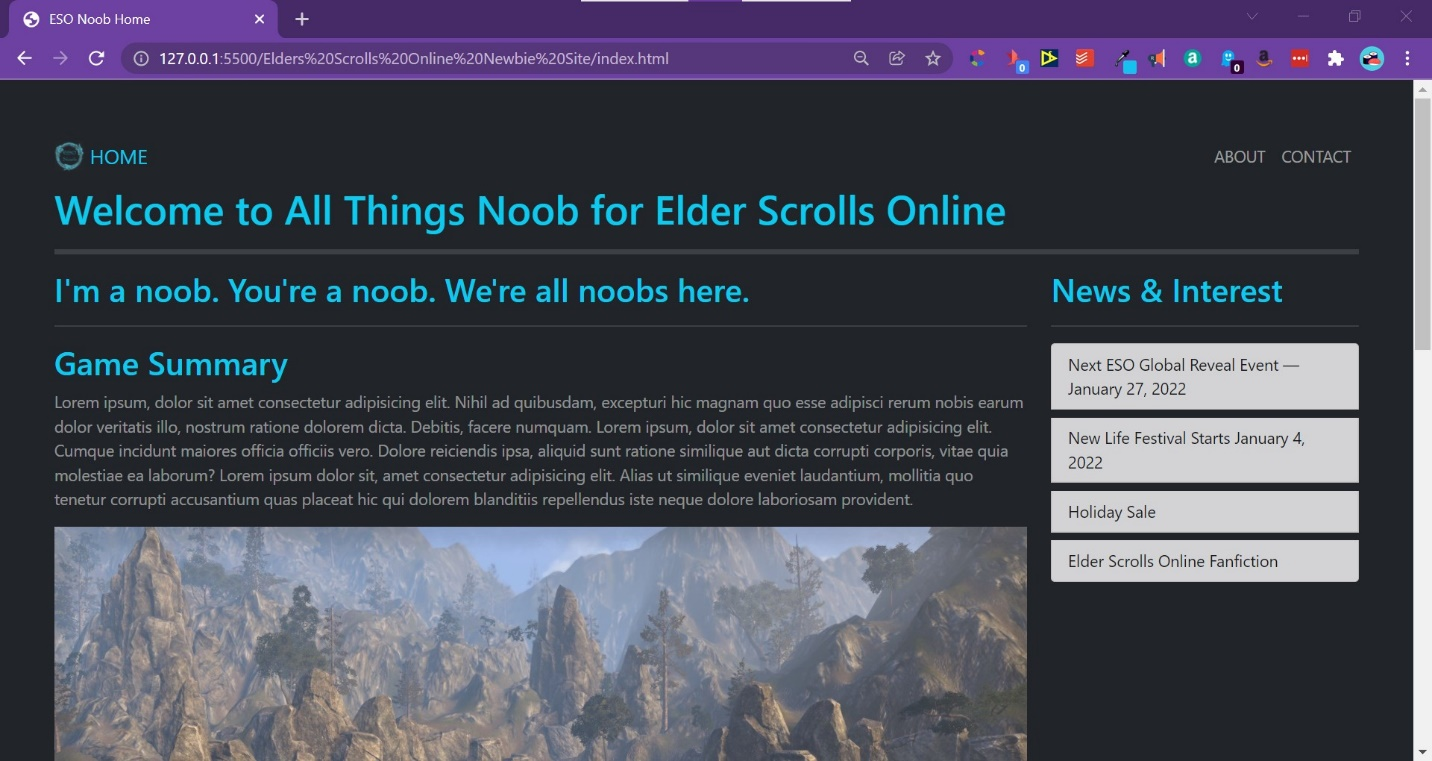 ESO Noob Home
127.0.0.1:5500/Elders%20Scrolls%20Online%20Newbie%20Site/index.html
0
a
0
a
HOME
ABOUT CONTACT
Welcome to All Things Noob for Elder Scrolls Online
I'm a noob. You're a noob. We're all noobs here.
Game Summary
Lorem ipsum, dolor sit amet consectetur adipisicing elit. Nihil ad quibusdam, excepturi hic magnam quo esse adipisci rerum nobis earum
dolor veritatis illo, nostrum ratione dolorem dicta. Debitis, facere numquam. Lorem ipsum, dolor sit amet consectetur adipisicing elit.
Cumque incidunt maiores officia officiis vero. Dolore reiciendis ipsa, aliquid sunt ratione similique aut dicta corrupti corporis, vitae quia
molestiae ea laborum? Lorem ipsum dolor sit, amet consectetur adipisicing elit. Alias ut similique eveniet laudantium, mollitia quo
tenetur corrupti accusantium quas placeat hic qui dolorem blanditiis repellendus iste neque dolore laboriosam provident.
News & Interest
Next ESO Global Reveal Event —
January 27, 2022
New Life Festival Starts January 4,
2022
Holiday Sale
Elder Scrolls Online Fanfiction